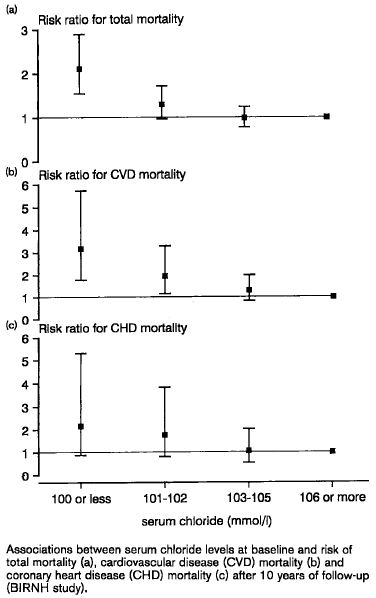 (a)
Risk ratio for total mortality
3
2
1
0
(b)
Risk ratio for CVD mortality
6
5
4
3
2
1
0
(c)
Risk ratio for CHD mortality
6
5
4
3
2
1
0
100 or less 101-102 103-105 106 or more
serum chloride (mmol/l)
Associations between serum chloride levels at baseline and risk of
total mortality (a), cardiovascular disease (CVD) mortality (b) and
coronary heart disease (CHD) mortality (c) after 10 years of follow-up
(BIRNH study).